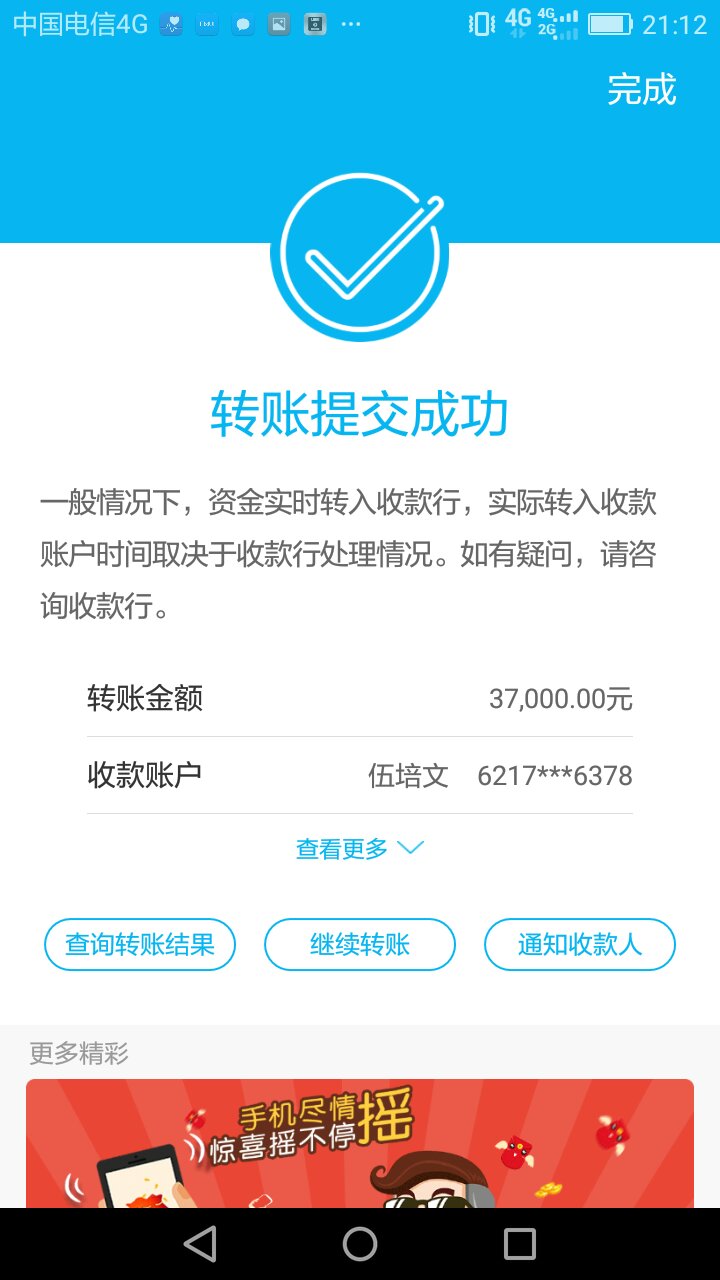 中国电信4G
4G 4G 2G 21:12
完成
转账提交成功
一般情况下，资金实时转入收款行，实际转入收款
账户时间取决于收款行处理情况。如有疑问，请咨
询收款行。
转账金额 37,000.00元
收款账户 伍培文 6217***6378
查看更多
查询转账结果 继续转账 通知收款人
更多精彩
手机尽情摇
惊喜摇不停